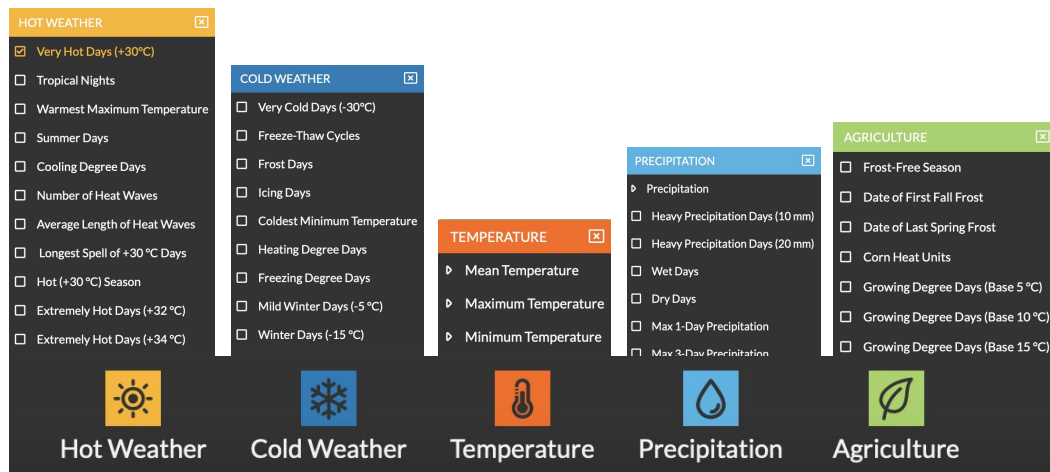 HOT WEATHER
Very Hot Days (+30°C)
Tropical Nights
Warmest Maximum Temperature
Summer Days
Cooling Degree Days
Number of Heat Waves
Average Length of Heat Waves
Longest Spell of +30 °C Days
Hot (+30 °C) Season
Extremely Hot Days (+32 °C)
Extremely Hot Days (+34 °C)
COLD WEATHER
Very Cold Days (-30°C)
Freeze-Thaw Cycles
Frost Days
Icing Days
Coldest Minimum Temperature
Heating Degree Days
Freezing Degree Days
Mild Winter Days (-5 °C)
Winter Days (-15 °C)
TEMPERATURE
Mean Temperature
Maximum Temperature
Minimum Temperature
PRECIPITATION
Precipitation
Heavy Precipitation Days (10 mm)
Heavy Precipitation Days (20 mm)
Wet Days
Dry Days
Max 1-Day Precipitation
Max 3-Day Precipitation
AGRICULTURE
Frost-Free Season
Date of First Fall Frost
Date of Last Spring Frost
Corn Heat Units
Growing Degree Days (Base 5 °C)
Growing Degree Days (Base 10 °C)
Growing Degree Days (Base 15 °C)
Hot Weather
Cold Weather
Temperature
Precipitation
Agriculture